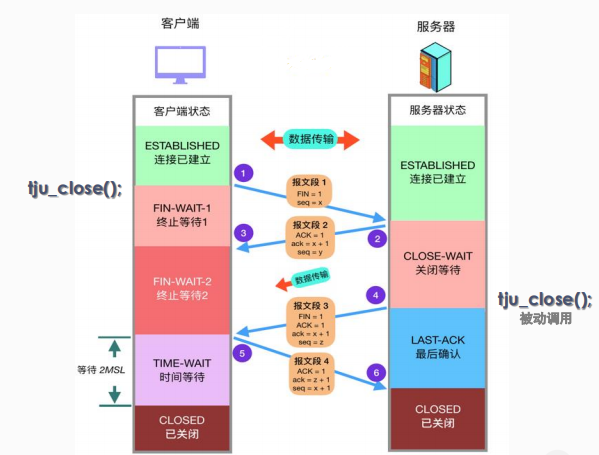 客户端
服务器
客户端状态
服务器状态
ESTABLISHED
连接已建立
数据传输
ESTABLISHED
连接已建立
1
tju_close();
报文段 1
FIN = 1
seq = x
FIN-WAIT-1
终止等待1
3
报文段 2
ACK = 1
ack = x + 1
seq = y
2
CLOSE-WAIT
关闭等待
数据传输
FIN-WAIT-2
终止等待2
4
tju_close();
被动调用
报文段 3
FIN = 1
ACK = 1
ack = x + 1
seq = z
LAST-ACK
最后确认
5
等待 2MSL
TIME-WAIT
时间等待
报文段 4
ACK = 1
ack = z + 1
seq = x + 1
6
CLOSED
已关闭
CLOSED
已关闭